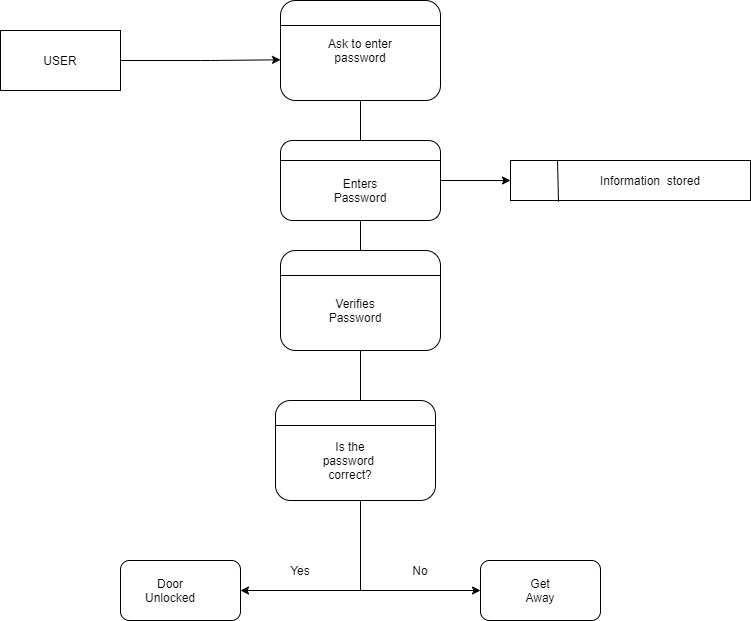 USER
Ask to enter
password
Enters
Password
Information stored
Verifies
Password
Is the
password
correct?
Yes
No
Door
Unlocked
Get
Away